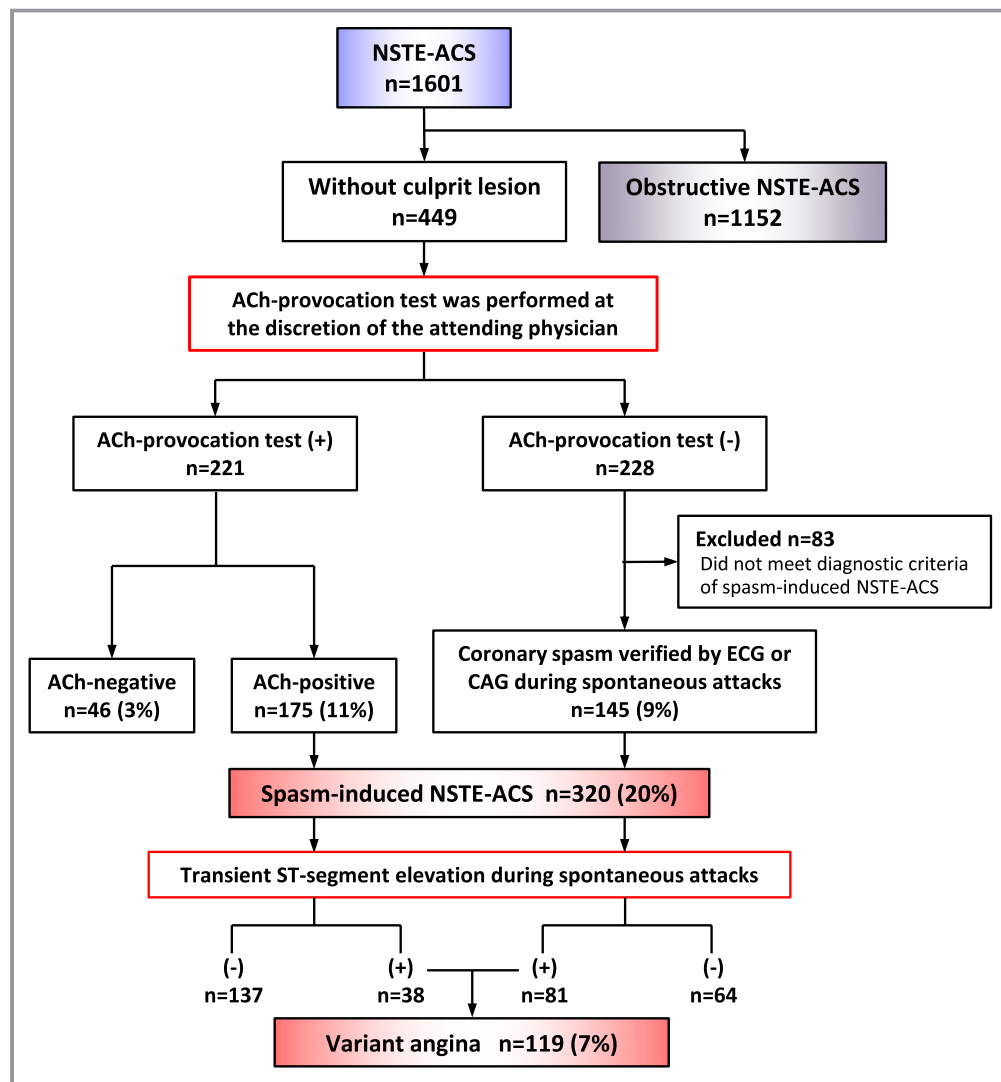 NSTE-ACS
n=1601
Without culprit lesion
n=449
Obstructive NSTE-ACS
n=1152
ACh-provocation test was performed at
the discretion of the attending physician
ACh-provocation test (+)
n=221
ACh-provocation test (-)
n=228
Excluded n=83
Did not meet diagnostic criteria
of spasm-induced NSTE-ACS
ACh-negative
n=46 (3%)
ACh-positive
n=175 (11%)
Coronary spasm verified by ECG or
CAG during spontaneous attacks
n=145 (9%)
Spasm-induced NSTE-ACS n=320 (20%)
Transient ST-segment elevation during spontaneous attacks
(-)
n=137
(+)
n=38
(+)
n=81
(-)
n=64
Variant angina n=119 (7%)